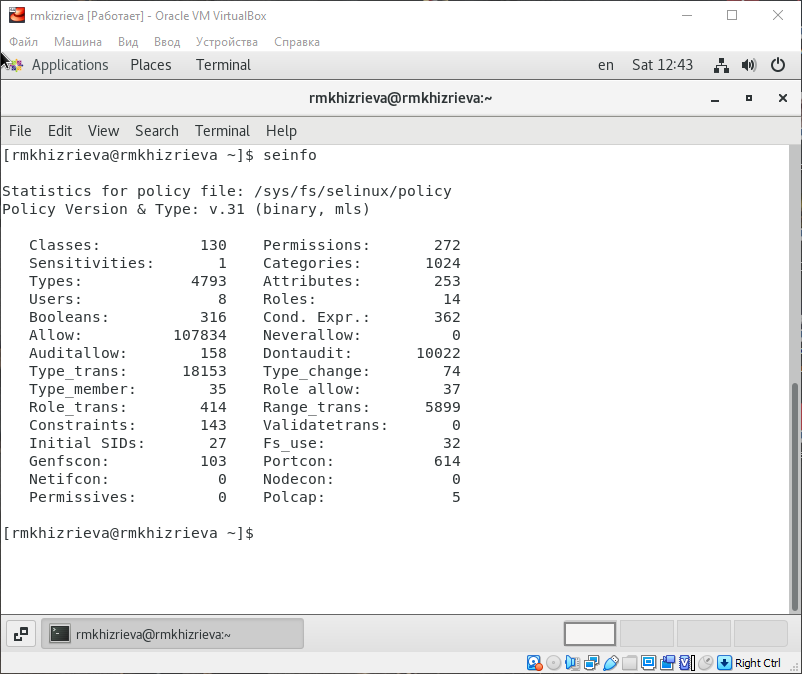 rmkizrieva [Работает] - Oracle VM VirtualBox
Файл Машина Вид Ввод Устройства Справка
Applications Places Terminal en Sat 12:43
rmkhizrieva@rmkhizrieva:~
File Edit View Search Terminal Help
[rmkhizrieva@rmkhizrieva ~]$ seinfo
Statistics for policy file: /sys/fs/selinux/policy
Policy Version & Type: v.31 (binary, mls)
Classes: 130 Permissions: 272
Sensitivities: 1 Categories: 1024
Types: 4793 Attributes: 253
Users: 8 Roles: 14
Booleans: 316 Cond. Expr.: 362
Allow: 107834 Neverallow: 0
Auditallow: 158 Dontaudit: 10022
Type_trans: 18153 Type_change: 74
Type_member: 35 Role allow: 37
Role_trans: 414 Range_trans: 5899
Constraints: 143 Validatetrans: 0
Initial SIDs: 27 Fs_use: 32
Genfscon: 103 Portcon: 614
Netifcon: 0 Nodecon: 0
Permissives: 0 Polcap: 5
[rmkhizrieva@rmkhizrieva ~]$
rmkhizrieva@rmkhizrieva:~
Right Ctrl